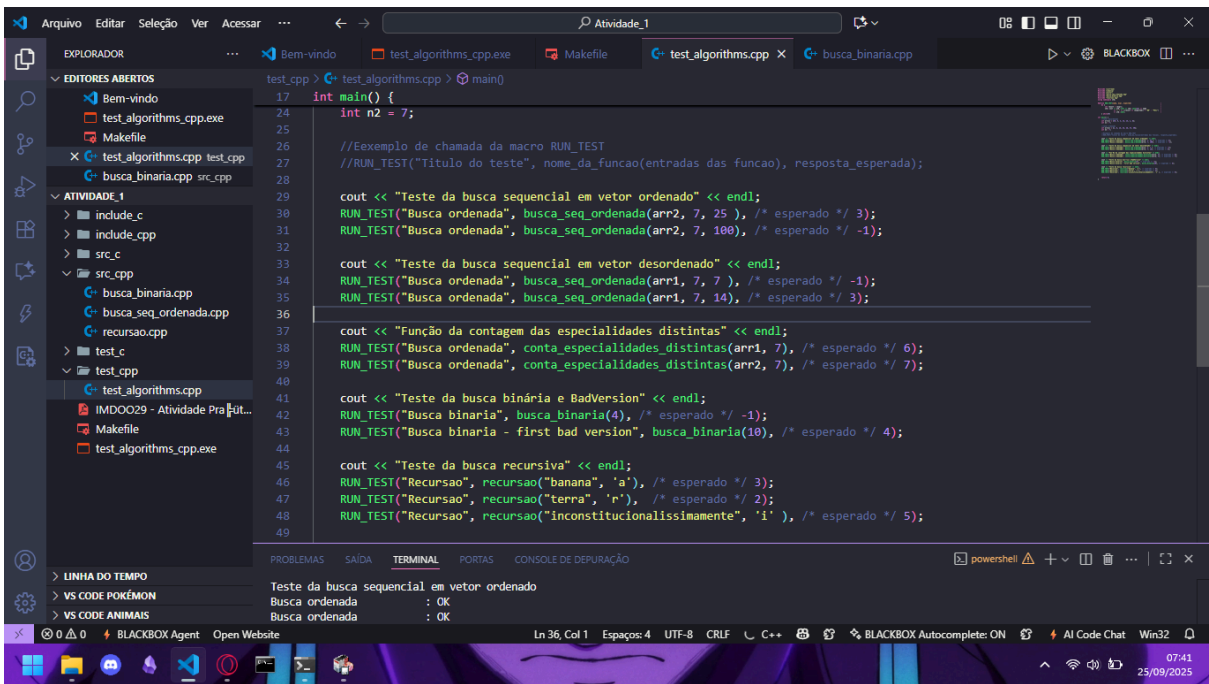 Arquivo Editar Seleção Ver Acessar ... Atividade_1
EXPLORADOR ...
EDITORES ABERTOS
Bem-vindo
test_algorithms_cpp.exe
Makefile
test_algorithms.cpp test_cpp
busca_binaria.cpp src_cpp
ATIVIDADE_1
include_c
include_cpp
src_c
src_cpp
busca_binaria.cpp
busca_seq_ordenada.cpp
recursao.cpp
test_c
test_cpp
test_algorithms.cpp
IMDOO29 - Atividade Pra╠üt...
Makefile
test_algorithms_cpp.exe
LINHA DO TEMPO
VS CODE POKÉMON
VS CODE ANIMAIS
Bem-vindo test_algorithms_cpp.exe Makefile test_algorithms.cpp busca_binaria.cpp BLACKBOX ...
test_cpp > test_algorithms.cpp > main()
17 int main() {
24 int n2 = 7;
25
26 //Eexemplo de chamada da macro RUN_TEST
27 //RUN_TEST("Titulo do teste", nome_da_funcao(entradas das funcao), resposta_esperada);
28
29 cout << "Teste da busca sequencial em vetor ordenado" << endl;
30 RUN_TEST("Busca ordenada", busca_seq_ordenada(arr2, 7, 25 ), /* esperado */ 3);
31 RUN_TEST("Busca ordenada", busca_seq_ordenada(arr2, 7, 100), /* esperado */ -1);
32
33 cout << "Teste da busca sequencial em vetor desordenado" << endl;
34 RUN_TEST("Busca ordenada", busca_seq_ordenada(arr1, 7, 7 ), /* esperado */ -1);
35 RUN_TEST("Busca ordenada", busca_seq_ordenada(arr1, 7, 14), /* esperado */ 3);
36
37 cout << "Função da contagem das especialidades distintas" << endl;
38 RUN_TEST("Busca ordenada", conta_especialidades_distintas(arr1, 7), /* esperado */ 6);
39 RUN_TEST("Busca ordenada", conta_especialidades_distintas(arr2, 7), /* esperado */ 7);
40
41 cout << "Teste da busca binária e BadVersion" << endl;
42 RUN_TEST("Busca binaria", busca_binaria(4), /* esperado */ -1);
43 RUN_TEST("Busca binaria - first bad version", busca_binaria(10), /* esperado */ 4);
44
45 cout << "Teste da busca recursiva" << endl;
46 RUN_TEST("Recursao", recursao("banana", 'a'), /* esperado */ 3);
47 RUN_TEST("Recursao", recursao("terra", 'r'), /* esperado */ 2);
48 RUN_TEST("Recursao", recursao("inconstitucionalissimamente", 'i' ), /* esperado */ 5);
49
PROBLEMAS SAÍDA TERMINAL PORTAS CONSOLE DE DEPURAÇÃO powershell ...
Teste da busca sequencial em vetor ordenado
Busca ordenada : OK
Busca ordenada : OK
0 0 BLACKBOX Agent Open Website Ln 36, Col 1 Espaços: 4 UTF-8 CRLF C++ BLACKBOX Autocomplete: ON AI Code Chat Win32
07:41
25/09/2025